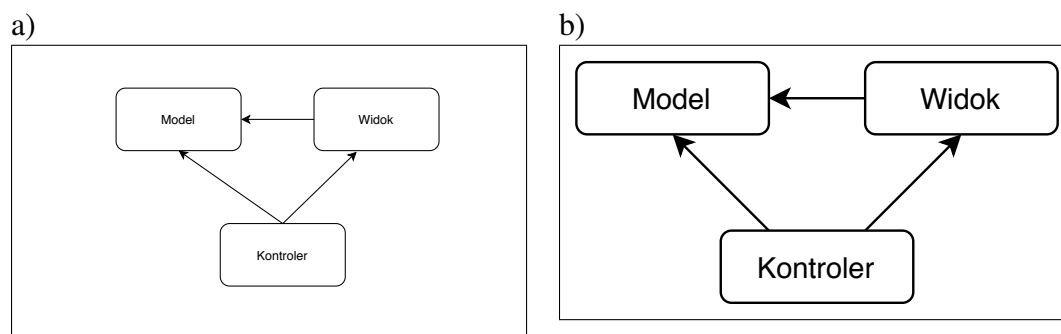 a)
Model
Widok
Kontroler
b)
Model
Widok
Kontroler